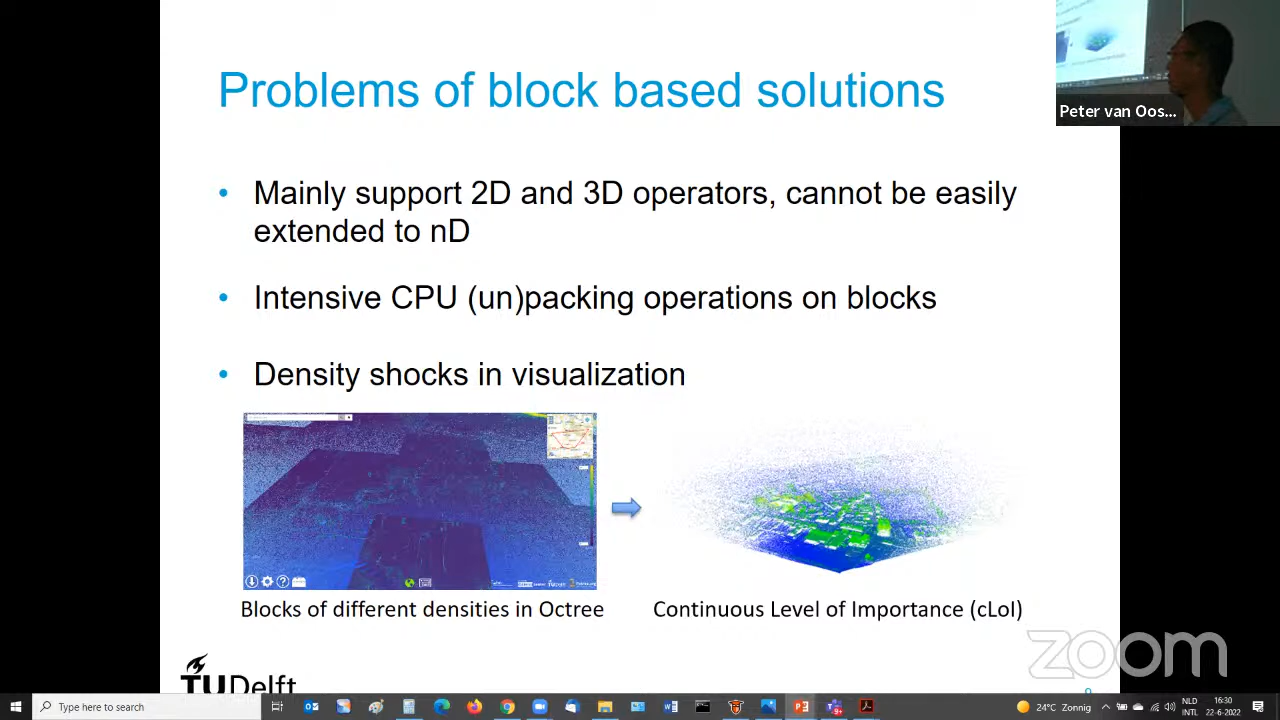 Problems of block based solutions
Peter van Oos...
• Mainly support 2D and 3D operators, cannot be easily
extended to nD
• Intensive CPU (un)packing operations on blocks
• Density shocks in visualization
Blocks of different densities in Octree
Continuous Level of Importance (cLoI)
zoom
TUDelft
9
Type here to search
24°C Zonnig
NLD
INTL
16:30
22-6-2022